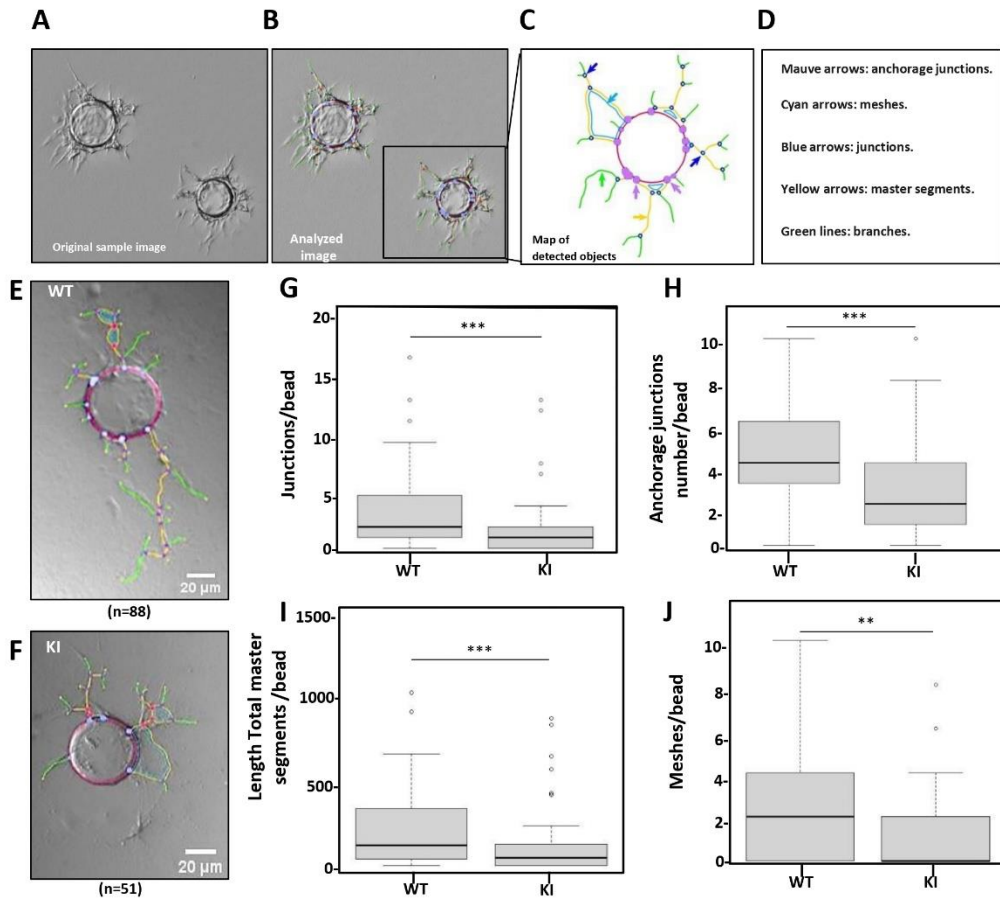 A
B
C
D
Original sample image
Analyzed
image
Map of
detected objects
Mauve arrows: anchorage junctions.
Cyan arrows: meshes.
Blue arrows: junctions.
Yellow arrows: master segments.
Green lines: branches.
E
WT
20 µm
(n=88)
F
KI
20 µm
(n=51)
G
Junctions/bead
20-
15
10
5
0
***
WT
KI
H
Anchorage junctions
number/bead
10-
8-
6-
4-
2-
0-
***
WT
KI
I
Length Total master
segments /bead
1500-
1000
500
0
***
WT
KI
J
Meshes/bead
10-
8-
6-
4
2
0
**
WT
KI